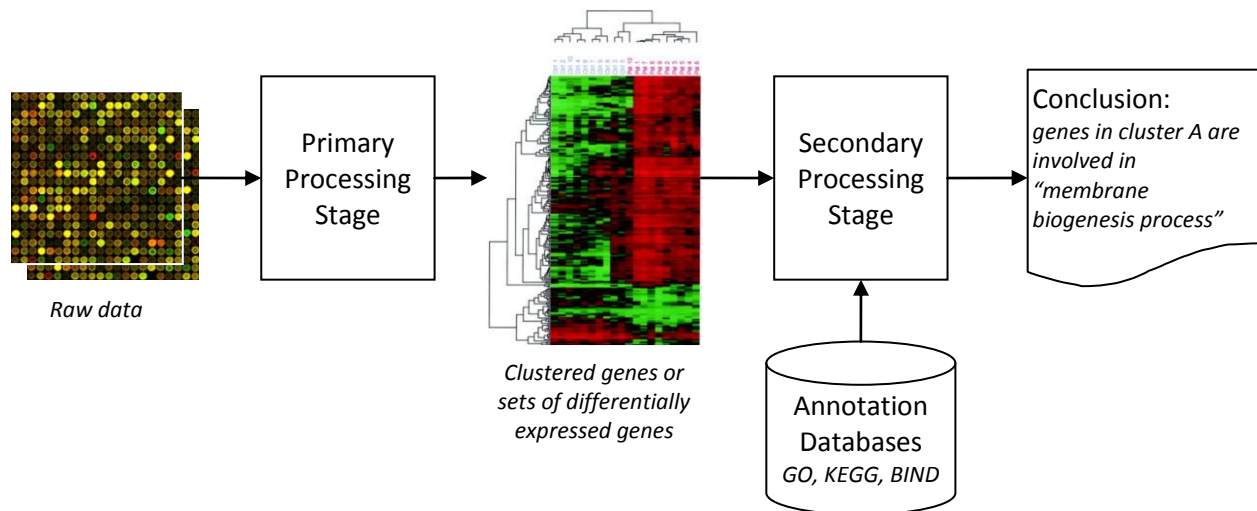 Raw data
Primary
Processing
Stage
Clustered genes or
sets of differentially
expressed genes
Secondary
Processing
Stage
Annotation
Databases
GO, KEGG, BIND
Conclusion:
genes in cluster A are
involved in
“membrane
biogenesis process”